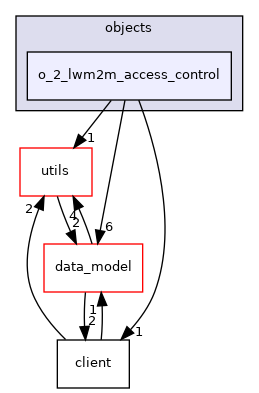 objects
o_2_lwm2m_access_control
1
utils
2
4
2
6
data_model
1
2
1
client